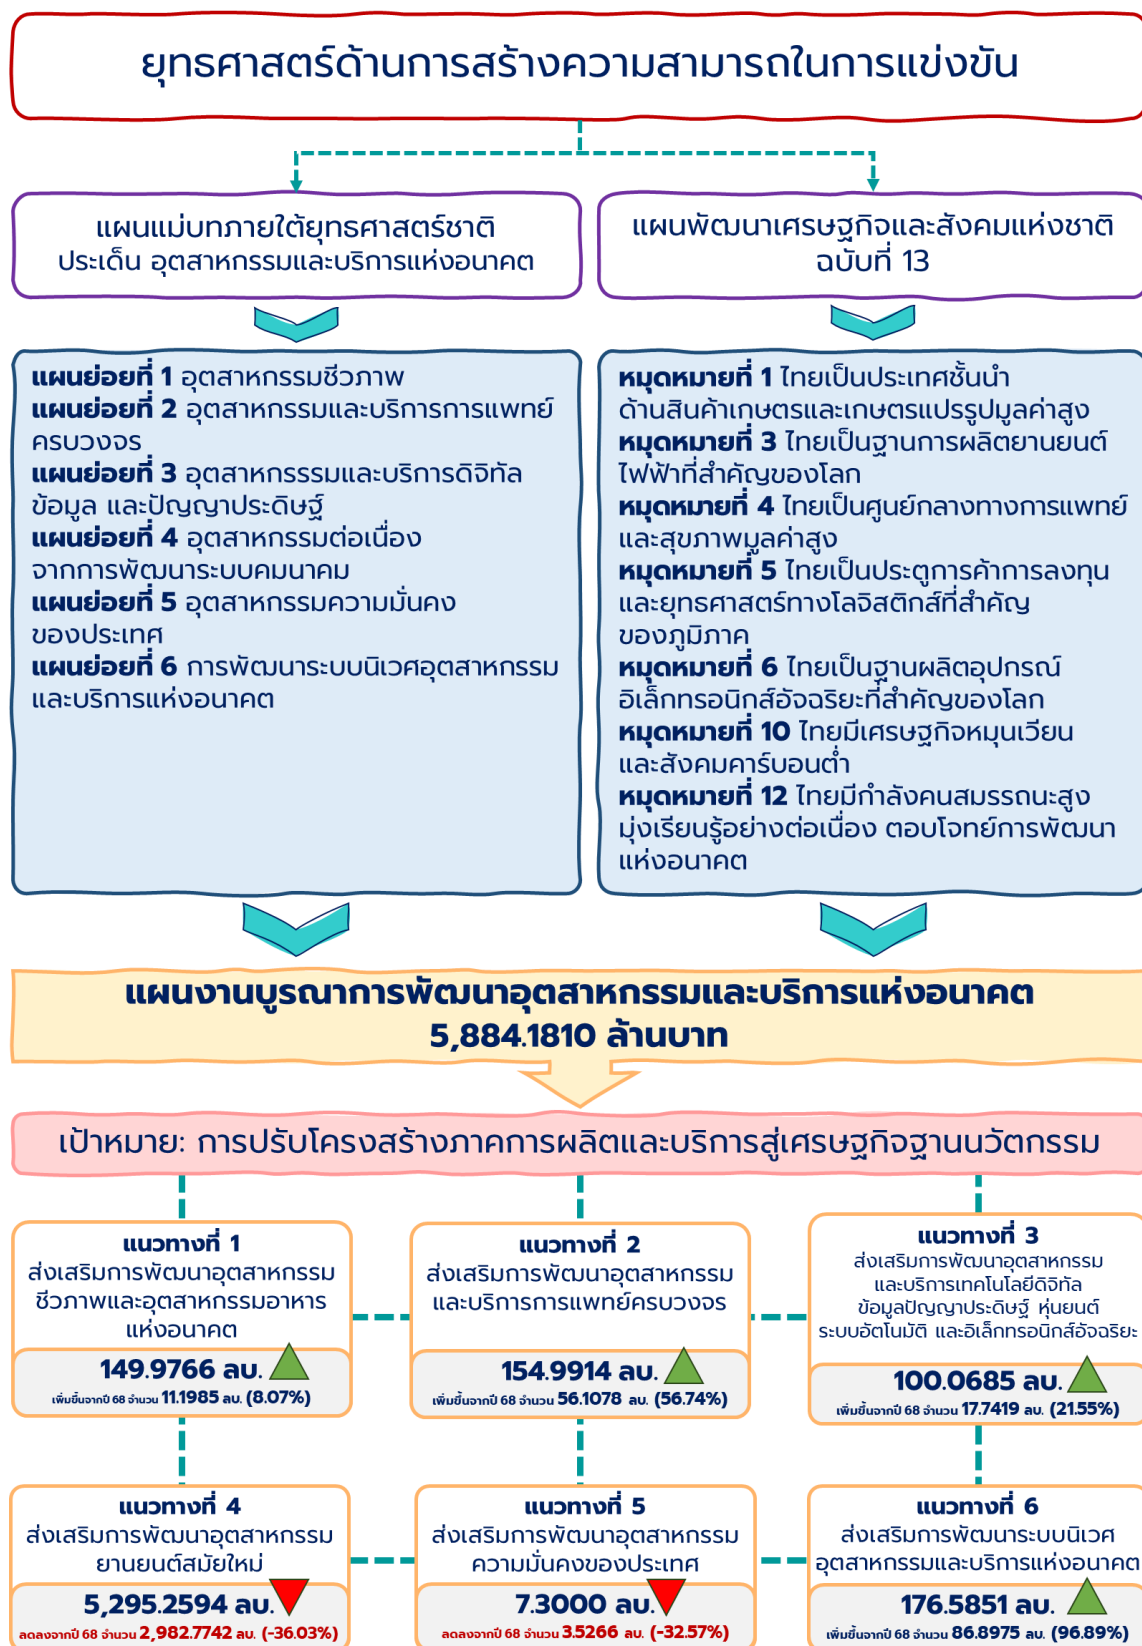 ยุทธศาสตร์ด้านการสร้างความสามารถในการแข่งขัน
แผนแม่บทภายใต้ยุทธศาสตร์ชาติ
ประเด็น อุตสาหกรรมและบริการแห่งอนาคต
แผนพัฒนาเศรษฐกิจและสังคมแห่งชาติ
ฉบับที่ 13
แผนย่อยที่ 1 อุตสาหกรรมชีวภาพ
แผนย่อยที่ 2 อุตสาหกรรมและบริการการแพทย์
ครบวงจร
แผนย่อยที่ 3 อุตสาหกรรรมและบริการดิจิทัล
ข้อมูล และปัญญาประดิษฐ์
แผนย่อยที่ 4 อุตสาหกรรมต่อเนื่อง
จากการพัฒนาระบบคมนาคม
แผนย่อยที่ 5 อุตสาหกรรมความมั่นคง
ของประเทศ
แผนย่อยที่ 6 การพัฒนาระบบนิเวศอุตสาหกรรม
และบริการแห่งอนาคต
หมุดหมายที่ 1 ไทยเป็นประเทศชั้นนำ
ด้านสินค้าเกษตรและเกษตรแปรรูปมูลค่าสูง
หมุดหมายที่ 3 ไทยเป็นฐานการผลิตยานยนต์
ไฟฟ้าที่สำคัญของโลก
หมุดหมายที่ 4 ไทยเป็นศูนย์กลางทางการแพทย์
และสุขภาพมูลค่าสูง
หมุดหมายที่ 5 ไทยเป็นประตูการค้าการลงทุน
และยุทธศาสตร์ทางโลจิสติกส์ที่สำคัญ
ของภูมิภาค
หมุดหมายที่ 6 ไทยเป็นฐานผลิตอุปกรณ์
อิเล็กทรอนิกส์อัจฉริยะที่สำคัญของโลก
หมุดหมายที่ 10 ไทยมีเศรษฐกิจหมุนเวียน
และสังคมคาร์บอนต่ำ
หมุดหมายที่ 12 ไทยมีกำลังคนสมรรถนะสูง
มุ่งเรียนรู้อย่างต่อเนื่อง ตอบโจทย์การพัฒนา
แห่งอนาคต
แผนงานบูรณาการพัฒนาอุตสาหกรรมและบริการแห่งอนาคต
5,884.1810 ล้านบาท
เป้าหมาย: การปรับโครงสร้างภาคการผลิตและบริการสู่เศรษฐกิจฐานนวัตกรรม
แนวทางที่ 1
ส่งเสริมการพัฒนาอุตสาหกรรม
ชีวภาพและอุตสาหกรรมอาหาร
แห่งอนาคต
149.9766 ลบ.
เพิ่มขึ้นจากปี 68 จำนวน 11.1985 ลบ. (8.07%)
แนวทางที่ 2
ส่งเสริมการพัฒนาอุตสาหกรรม
และบริการการแพทย์ครบวงจร
154.9914 ลบ.
เพิ่มขึ้นจากปี 68 จำนวน 56.1078 ลบ. (56.74%)
แนวทางที่ 3
ส่งเสริมการพัฒนาอุตสาหกรรม
และบริการเทคโนโลยีดิจิทัล
ข้อมูลปัญญาประดิษฐ์ หุ่นยนต์
ระบบอัตโนมัติ และอิเล็กทรอนิกส์อัจฉริยะ
100.0685 ลบ.
เพิ่มขึ้นจากปี 68 จำนวน 17.7419 ลบ. (21.55%)
แนวทางที่ 4
ส่งเสริมการพัฒนาอุตสาหกรรม
ยานยนต์สมัยใหม่
5,295.2594 ลบ.
ลดลงจากปี 68 จำนวน 2,982.7742 ลบ. (-36.03%)
แนวทางที่ 5
ส่งเสริมการพัฒนาอุตสาหกรรม
ความมั่นคงของประเทศ
7.3000 ลบ.
ลดลงจากปี 68 จำนวน 3.5266 ลบ. (-32.57%)
แนวทางที่ 6
ส่งเสริมการพัฒนาระบบนิเวศ
อุตสาหกรรมและบริการแห่งอนาคต
176.5851 ลบ.
เพิ่มขึ้นจากปี 68 จำนวน 86.8975 ลบ. (96.89%)